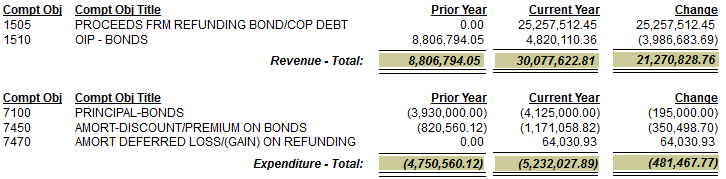 Compt Obj Compt Obj Title Prior Year Current Year Change
1505 PROCEEDS FRM REFUNDING BOND/COP DEBT 0.00 25,257,512.45 25,257,512.45
1510 OIP - BONDS 8,806,794.05 4,820,110.36 (3,986,683.69)
Revenue - Total: 8,806,794.05 30,077,622.81 21,270,828.76
Compt Obj Compt Obj Title Prior Year Current Year Change
7100 PRINCIPAL-BONDS (3,930,000.00) (4,125,000.00) (195,000.00)
7450 AMORT-DISCOUNT/PREMIUM ON BONDS (820,560.12) (1,171,058.82) (350,498.70)
7470 AMORT DEFERRED LOSS/(GAIN) ON REFUNDING 0.00 64,030.93 64,030.93
Expenditure - Total: (4,750,560.12) (5,232,027.89) (481,467.77)